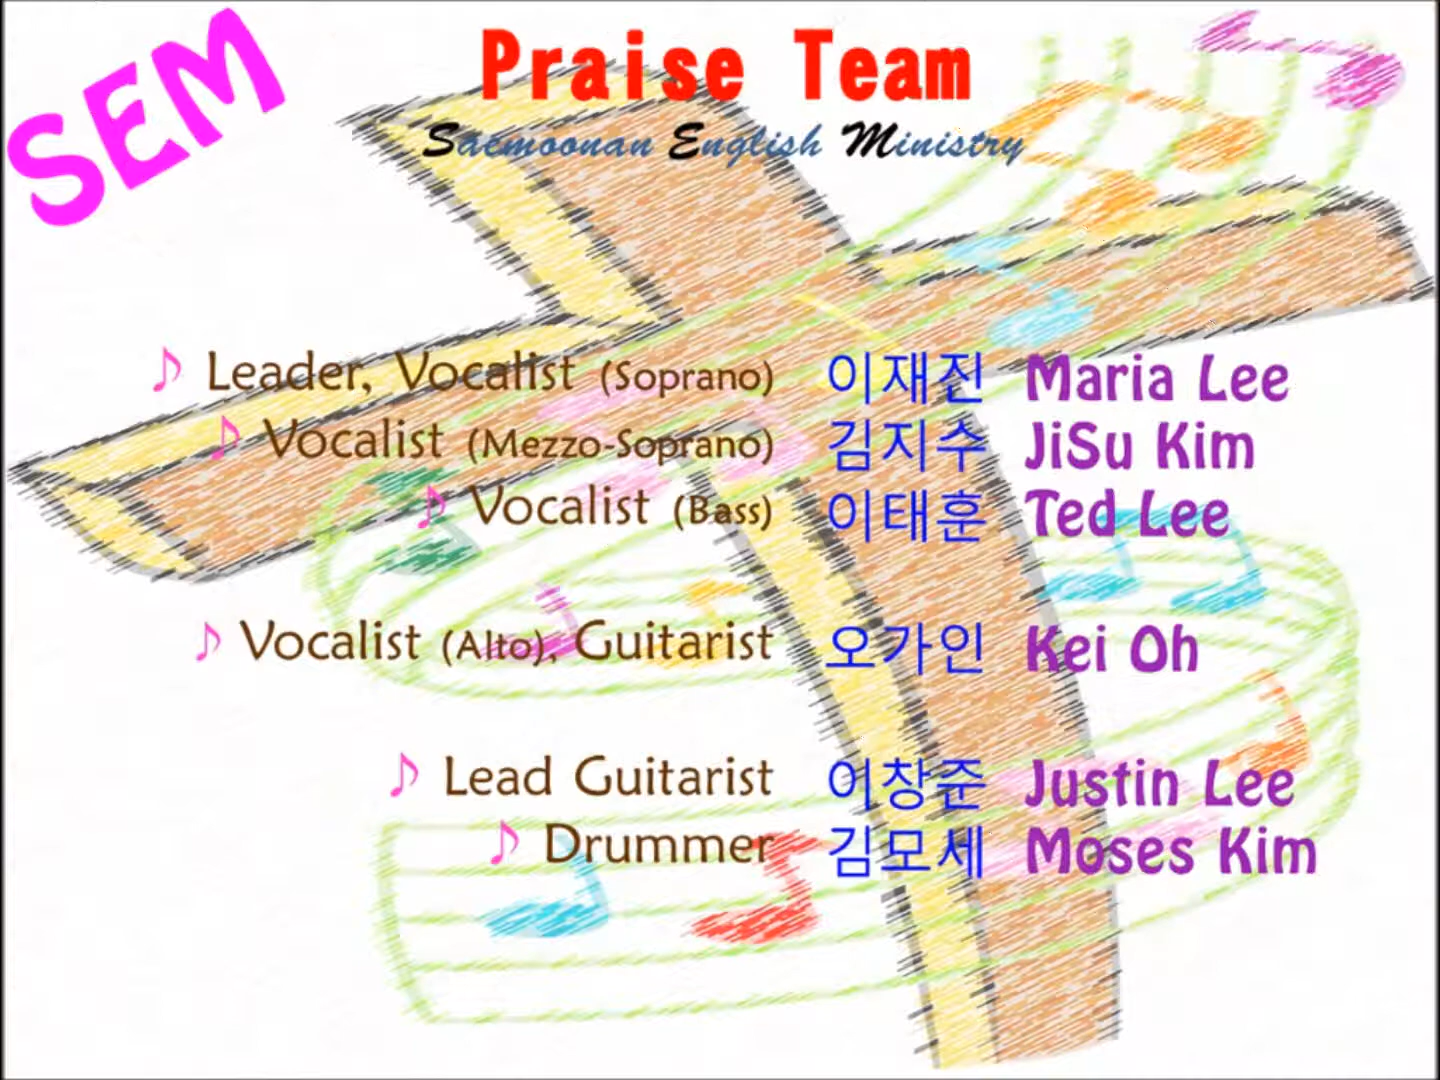 SEM
Praise Team
Saemoonan English Ministry
♪ Leader, Vocalist (Soprano) 이재진 Maria Lee
♪ Vocalist (Mezzo-Soprano) 김지수 JiSu Kim
♪ Vocalist (Bass) 이태훈 Ted Lee
♪ Vocalist (Alto), Guitarist 오가인 Kei Oh
♪ Lead Guitarist 이창준 Justin Lee
♪ Drummer 김모세 Moses Kim